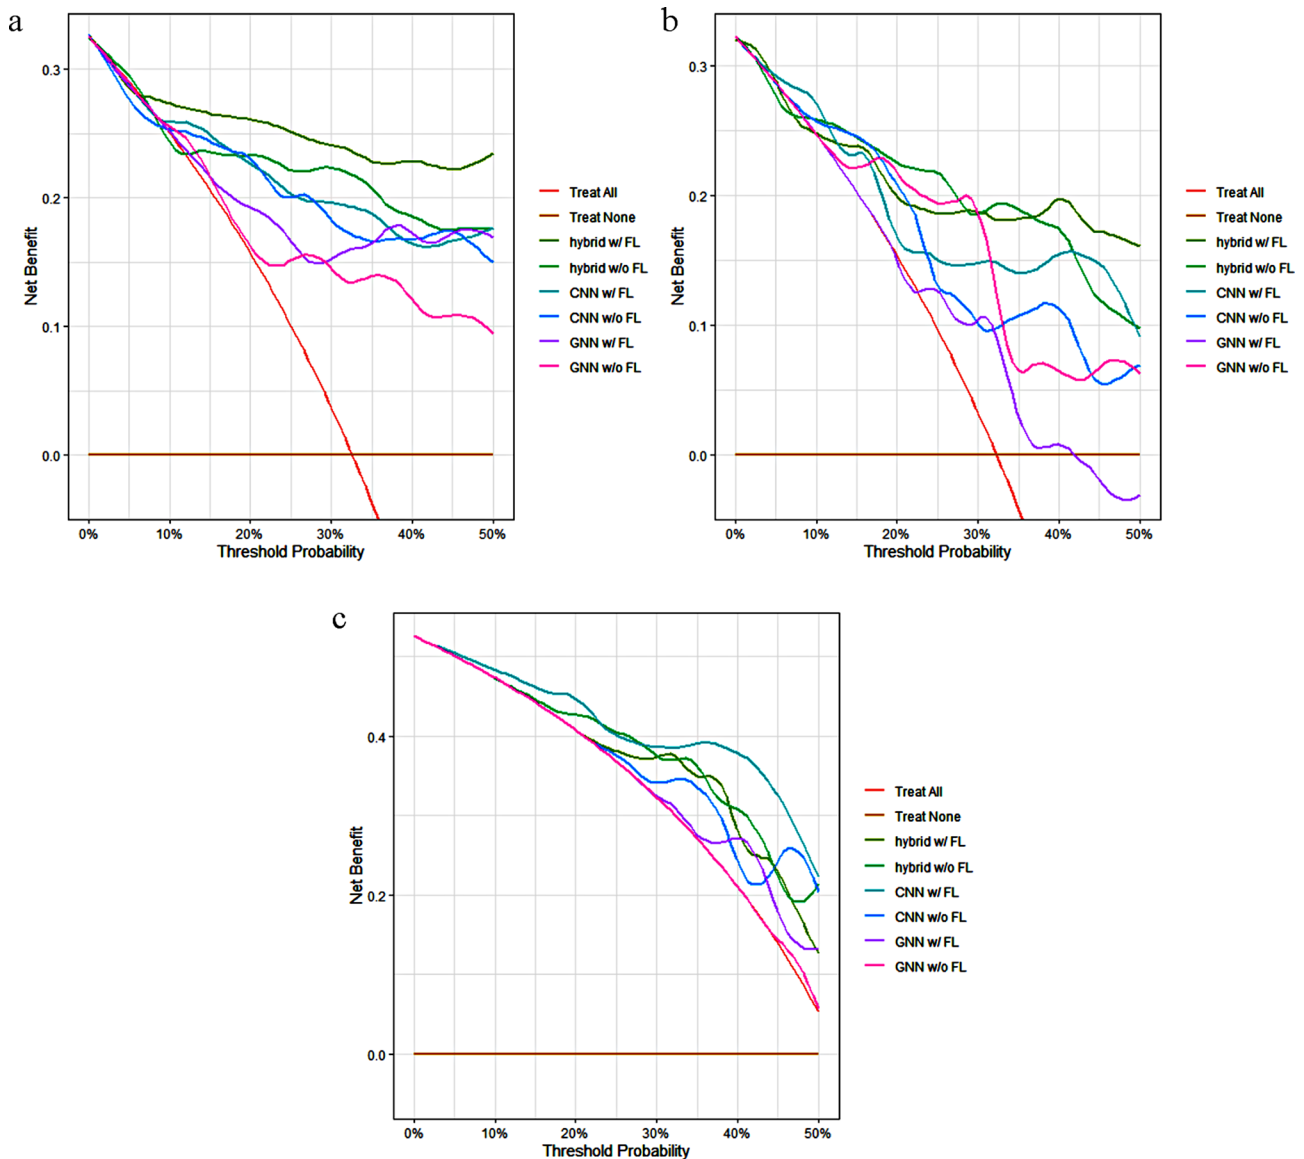 a
0.3
0.2
0.1
0.0
Net Benefit
0%
10%
20%
30%
40%
50%
Threshold Probability
Treat All
Treat None
hybrid w/ FL
hybrid w/o FL
CNN w/ FL
CNN w/o FL
GNN w/ FL
GNN w/o FL
b
0.3
0.2
0.1
0.0
Net Benefit
0%
10%
20%
30%
40%
50%
Threshold Probability
Treat All
Treat None
hybrid w/ FL
hybrid w/o FL
CNN w/ FL
CNN w/o FL
GNN w/ FL
GNN w/o FL
c
0.4
0.2
0.0
Net Benefit
0%
10%
20%
30%
40%
50%
Threshold Probability
Treat All
Treat None
hybrid w/ FL
hybrid w/o FL
CNN w/ FL
CNN w/o FL
GNN w/ FL
GNN w/o FL